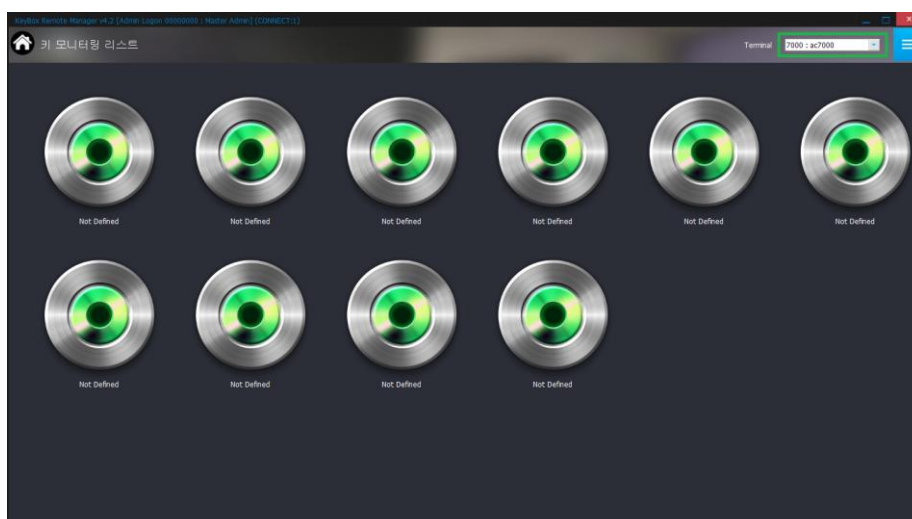 KeyBox Remote Manager v4.2 [Admin Logon 00000000 : Master Admin] (CONNECT:1)
키 모니터링 리스트
Terminal 7000 : ac7000
Not Defined Not Defined Not Defined Not Defined Not Defined Not Defined
Not Defined Not Defined Not Defined Not Defined